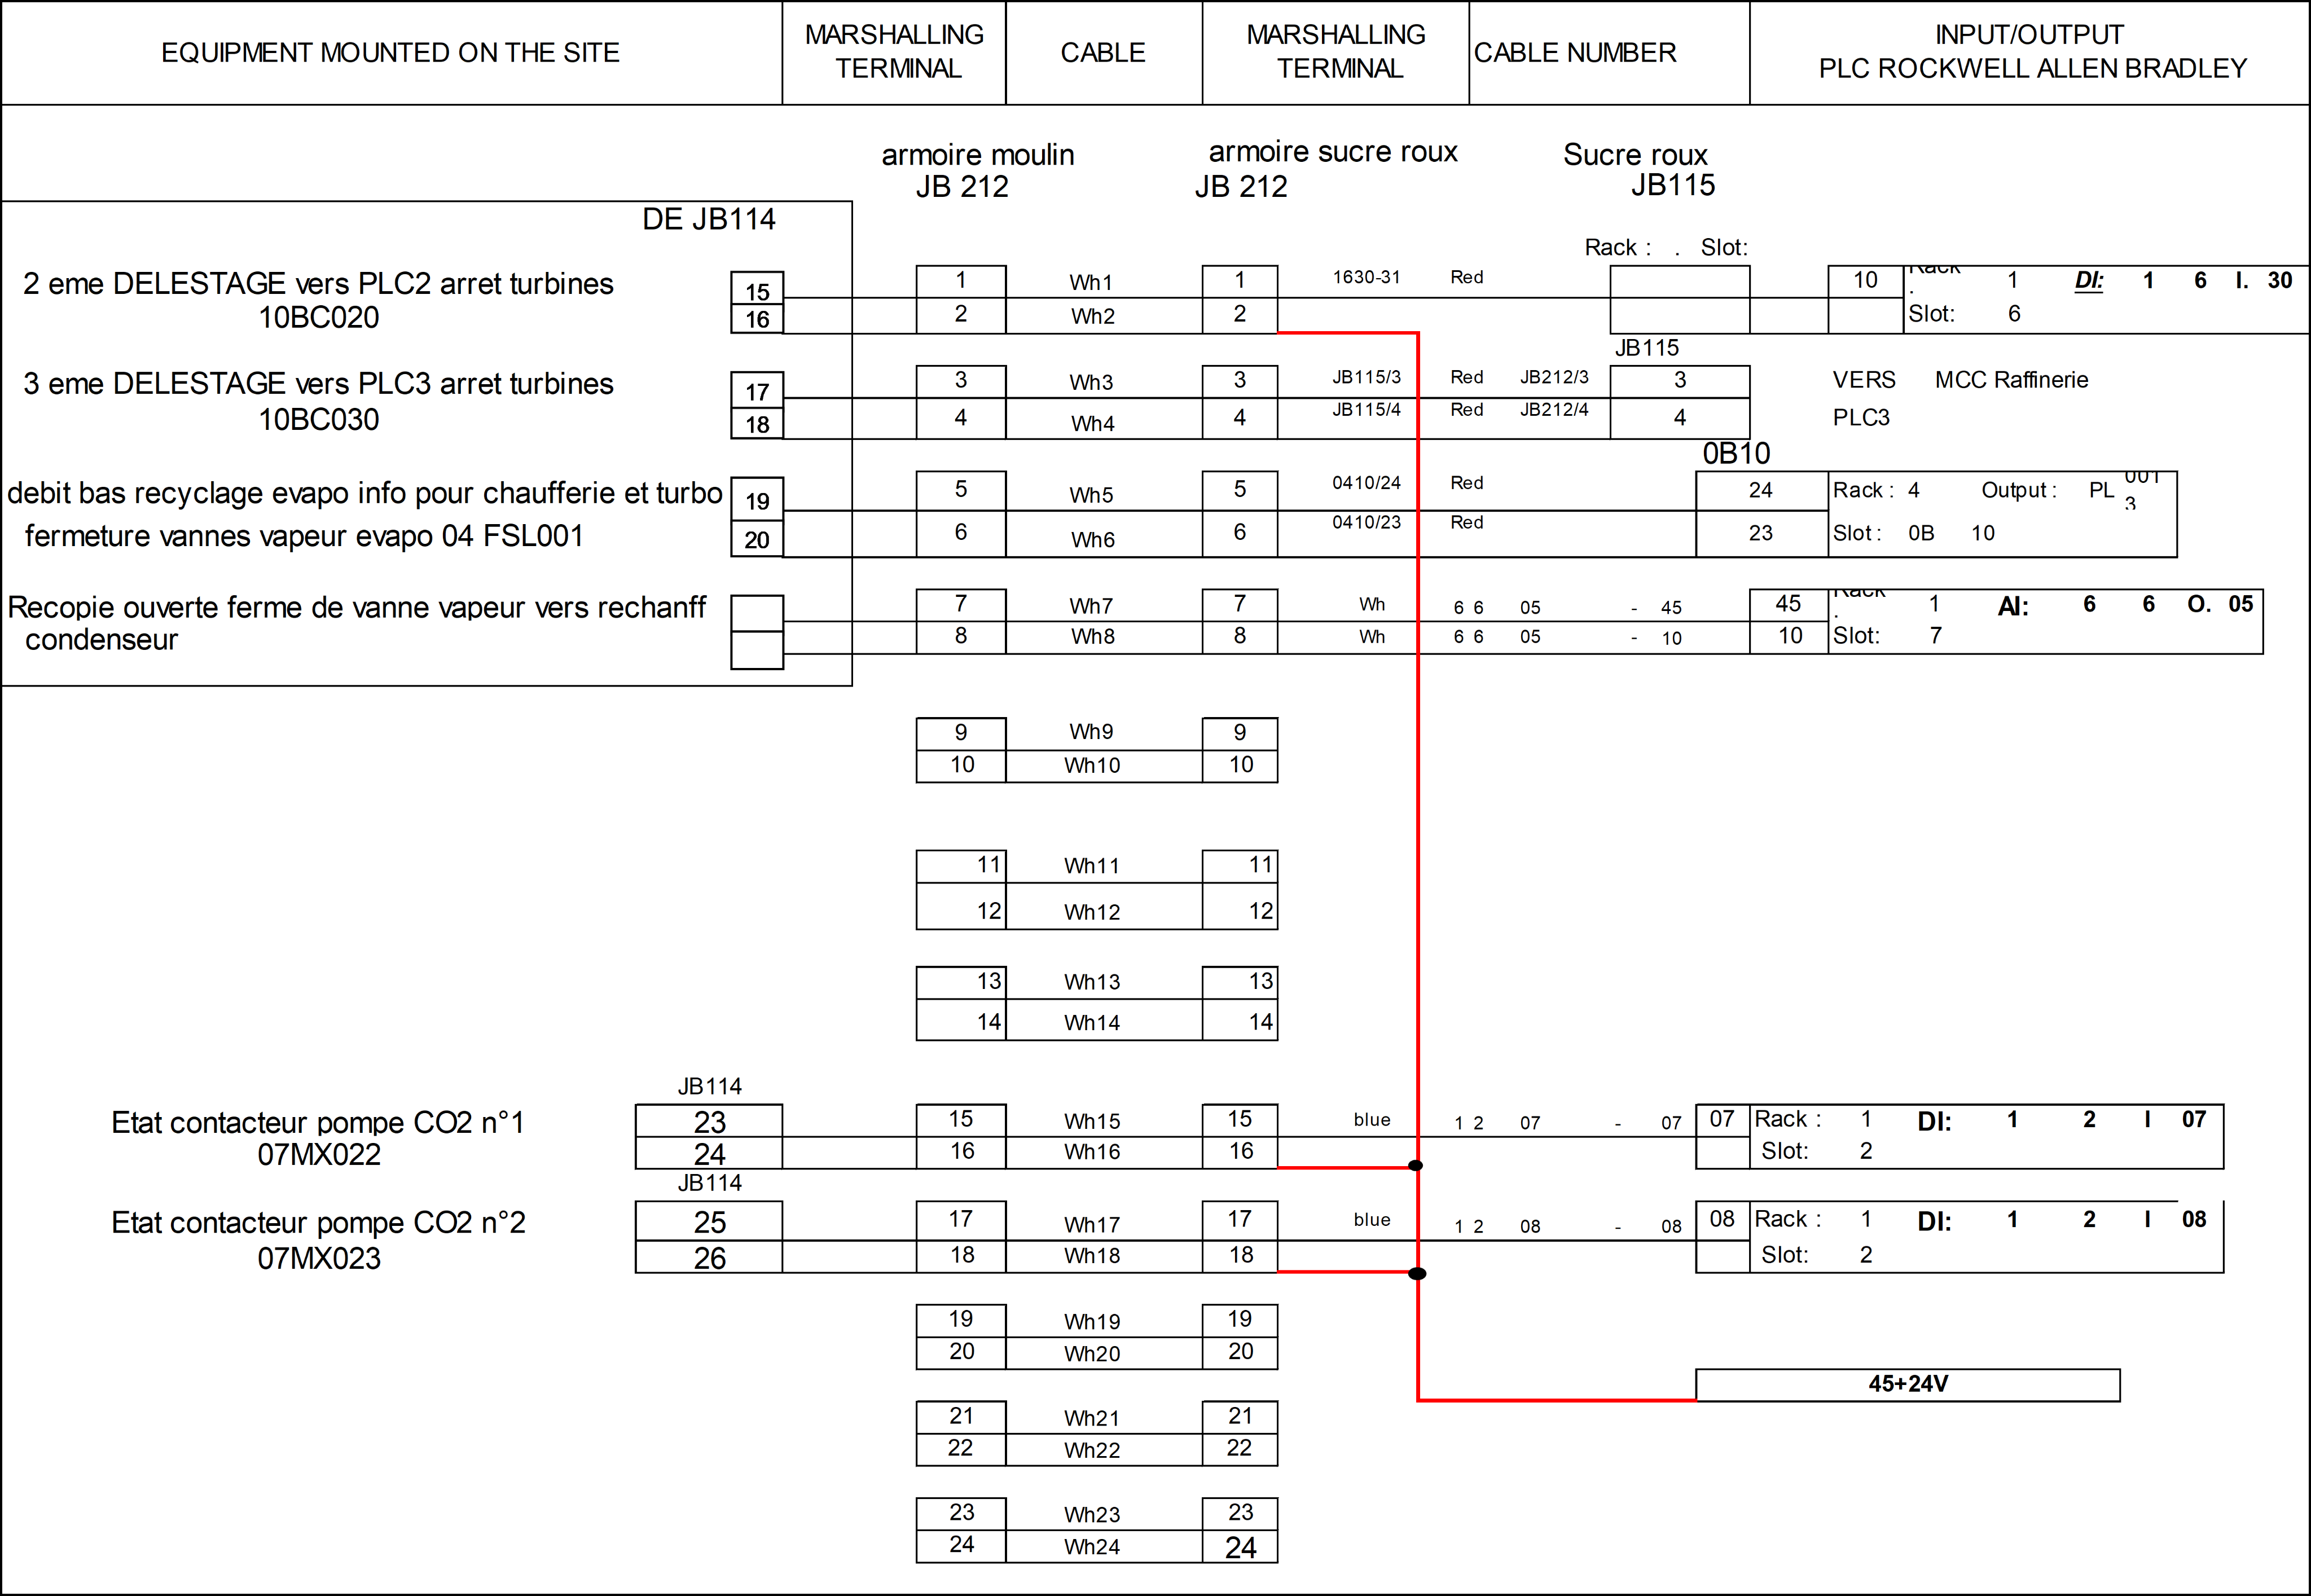 EQUIPMENT MOUNTED ON THE SITE
MARSHALLING
TERMINAL
CABLE
MARSHALLING
TERMINAL
CABLE NUMBER
INPUT/OUTPUT
PLC ROCKWELL ALLEN BRADLEY
armoire moulin
JB 212
armoire sucre roux
JB 212
Sucre roux
JB115
DE JB114
Rack : . Slot:
2 eme DELESTAGE vers PLC2 arret turbines
10BC020
15
16
1 Wh1 1 1630-31 Red 10 Rack : 1 DI: 1 6 I. 30
2 Wh2 2 Slot: 6
JB115
3 eme DELESTAGE vers PLC3 arret turbines
10BC030
17
18
3 Wh3 3 JB115/3 Red JB212/3 3 VERS MCC Raffinerie
4 Wh4 4 JB115/4 Red JB212/4 4 PLC3
0B10
debit bas recyclage evapo info pour chaufferie et turbo
fermeture vannes vapeur evapo 04 FSL001
19
20
5 Wh5 5 0410/24 Red 24 Rack : 4 Output : PL 001
3
6 Wh6 6 0410/23 Red 23 Slot : 0B 10
Recopie ouverte ferme de vanne vapeur vers rechanff
condenseur
7 Wh7 7 Wh 6 6 05 - 45 45 Rack : 1 AI: 6 6 O. 05
8 Wh8 8 Wh 6 6 05 - 10 10 Slot: 7
9 Wh9 9
10 Wh10 10
11 Wh11 11
12 Wh12 12
13 Wh13 13
14 Wh14 14
JB114
Etat contacteur pompe CO2 n°1
07MX022
23
24
15 Wh15 15 blue 1 2 07 - 07 07 Rack : 1 DI: 1 2 I 07
16 Wh16 16 Slot: 2
JB114
Etat contacteur pompe CO2 n°2
07MX023
25
26
17 Wh17 17 blue 1 2 08 - 08 08 Rack : 1 DI: 1 2 I 08
18 Wh18 18 Slot: 2
19 Wh19 19
20 Wh20 20
45+24V
21 Wh21 21
22 Wh22 22
23 Wh23 23
24 Wh24 24